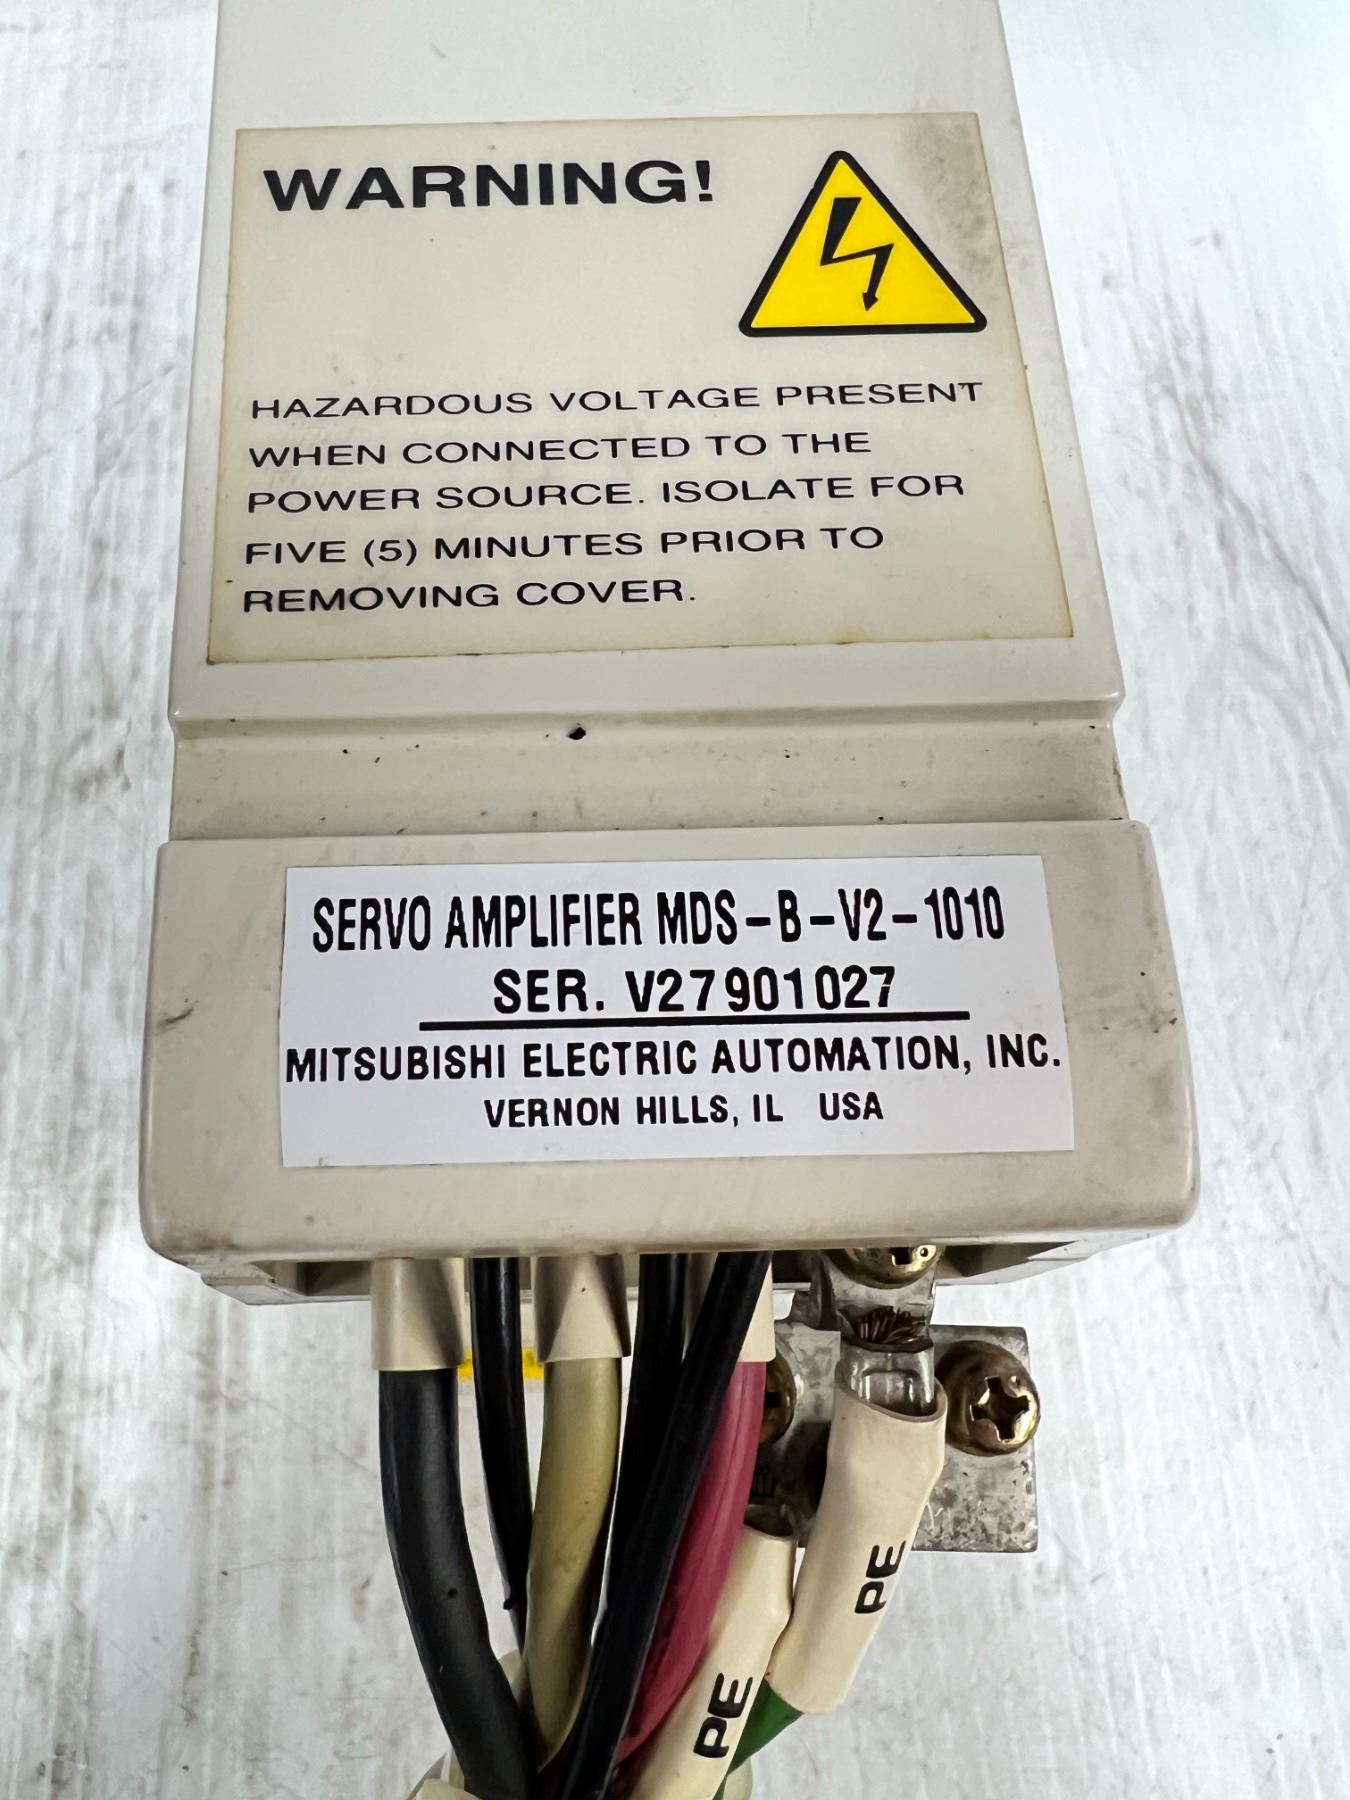 WARNING!
HAZARDOUS VOLTAGE PRESENT
WHEN CONNECTED TO THE
POWER SOURCE. ISOLATE FOR
FIVE (5) MINUTES PRIOR TO
REMOVING COVER.
SERVO AMPLIFIER MDS-B-V2-1010
SER. V27901027
MITSUBISHI ELECTRIC AUTOMATION, INC.
VERNON HILLS, IL USA
PE
PE